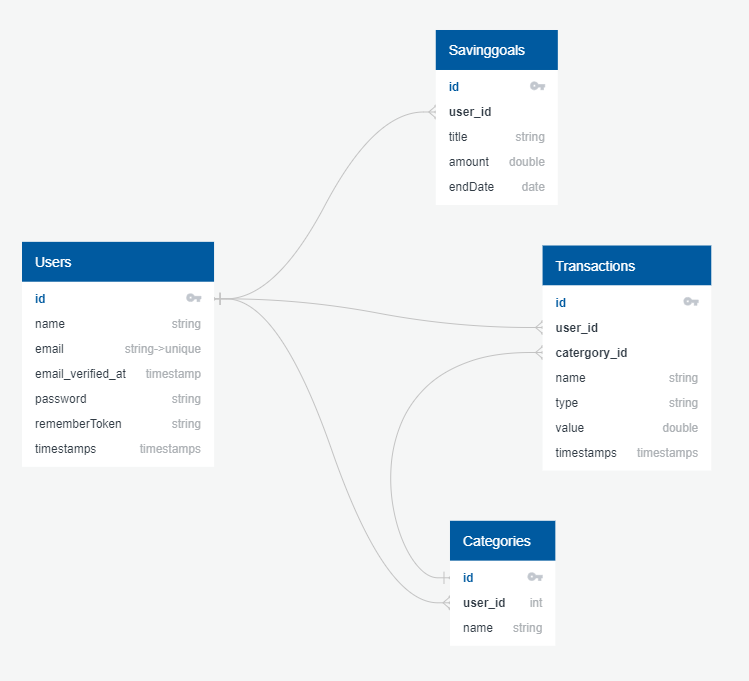 Savinggoals
id
user_id
title string
amount double
endDate date
Users
id
name string
email string->unique
email_verified_at timestamp
password string
rememberToken string
timestamps timestamps
Transactions
id
user_id
catergory_id
name string
type string
value double
timestamps timestamps
Categories
id
user_id int
name string